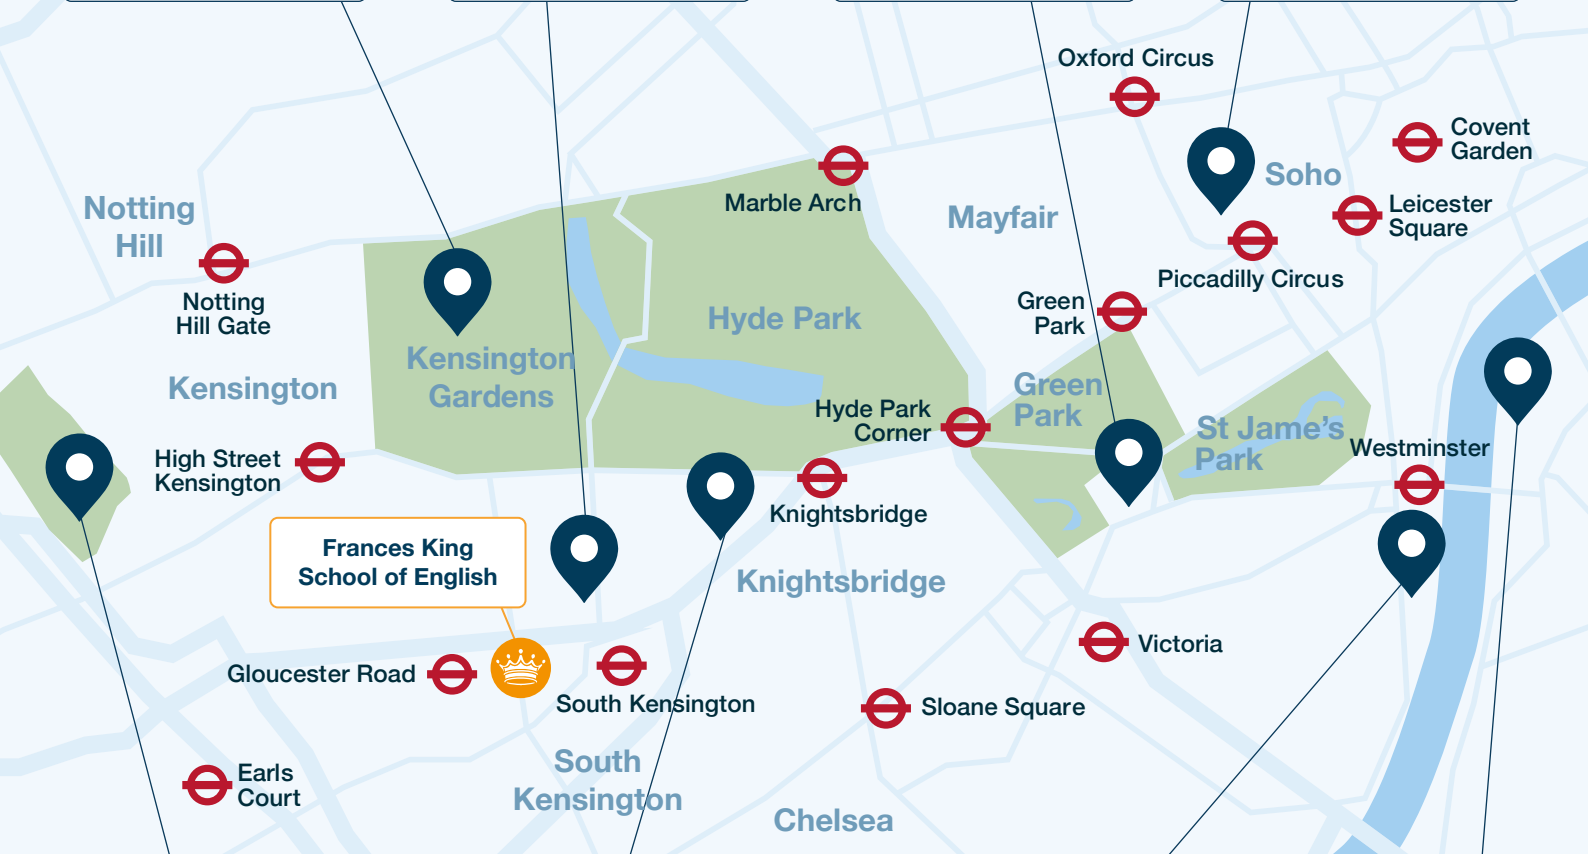 Oxford Circus
Covent
Garden
Soho
Marble Arch
Notting
Hill
Mayfair
Leicester
Square
Notting
Hill Gate
Piccadilly Circus
Green
Park
Hyde Park
Kensington
Gardens
Kensington
Green
Park
Hyde Park
Corner
St Jame's
Park
Westminster
High Street
Kensington
Knightsbridge
Frances King
School of English
Knightsbridge
Victoria
Gloucester Road
South Kensington
Sloane Square
South
Kensington
Earls
Court
Chelsea